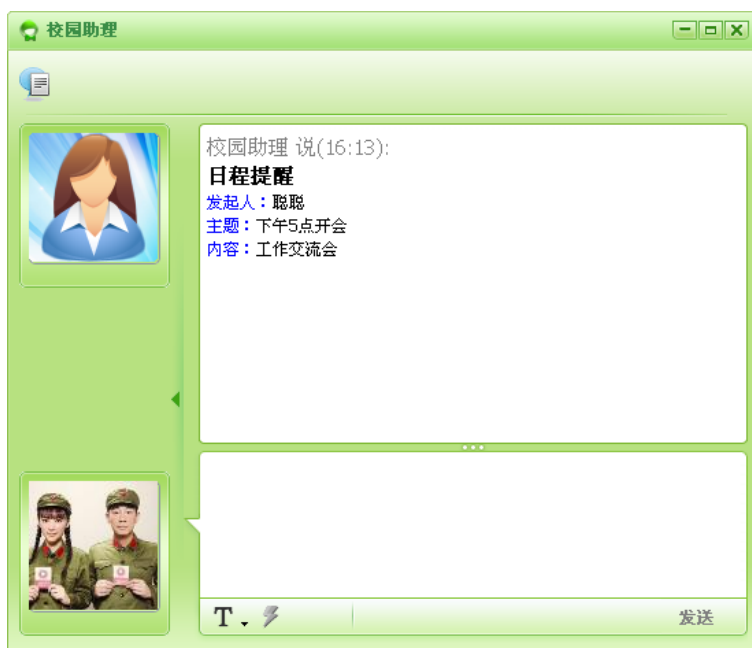 校园助理
校园助理 说(16:13):
日程提醒
发起人：聪聪
主题：下午5点开会
内容：工作交流会
T
发送